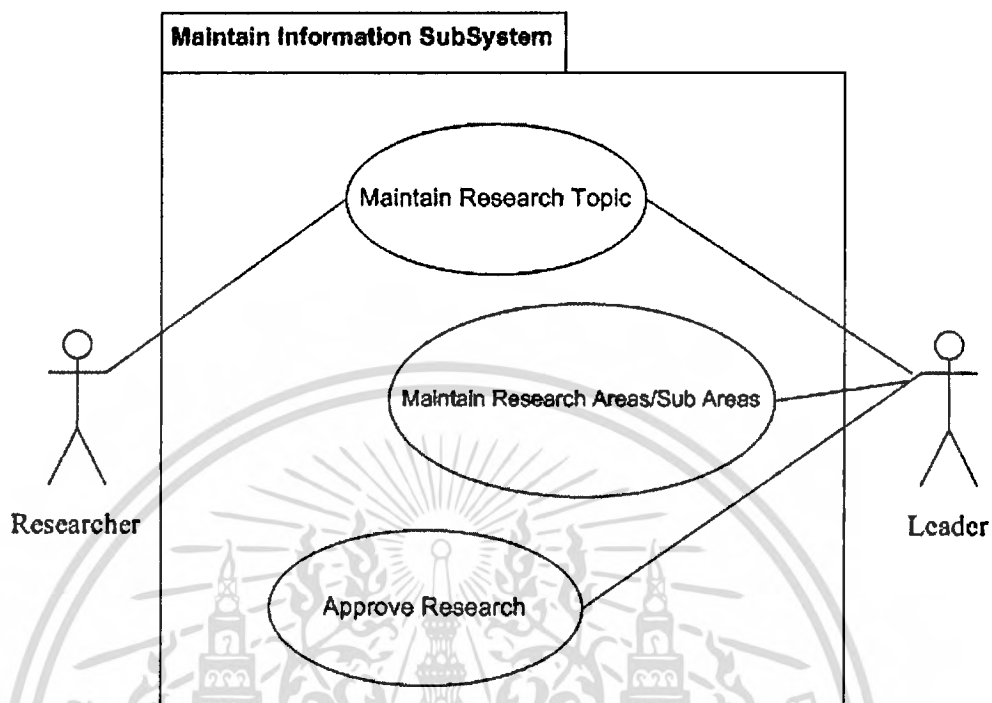 Maintain Information SubSystem
Maintain Research Topic
Maintain Research Areas/Sub Areas
Researcher
Leader
Approve Research